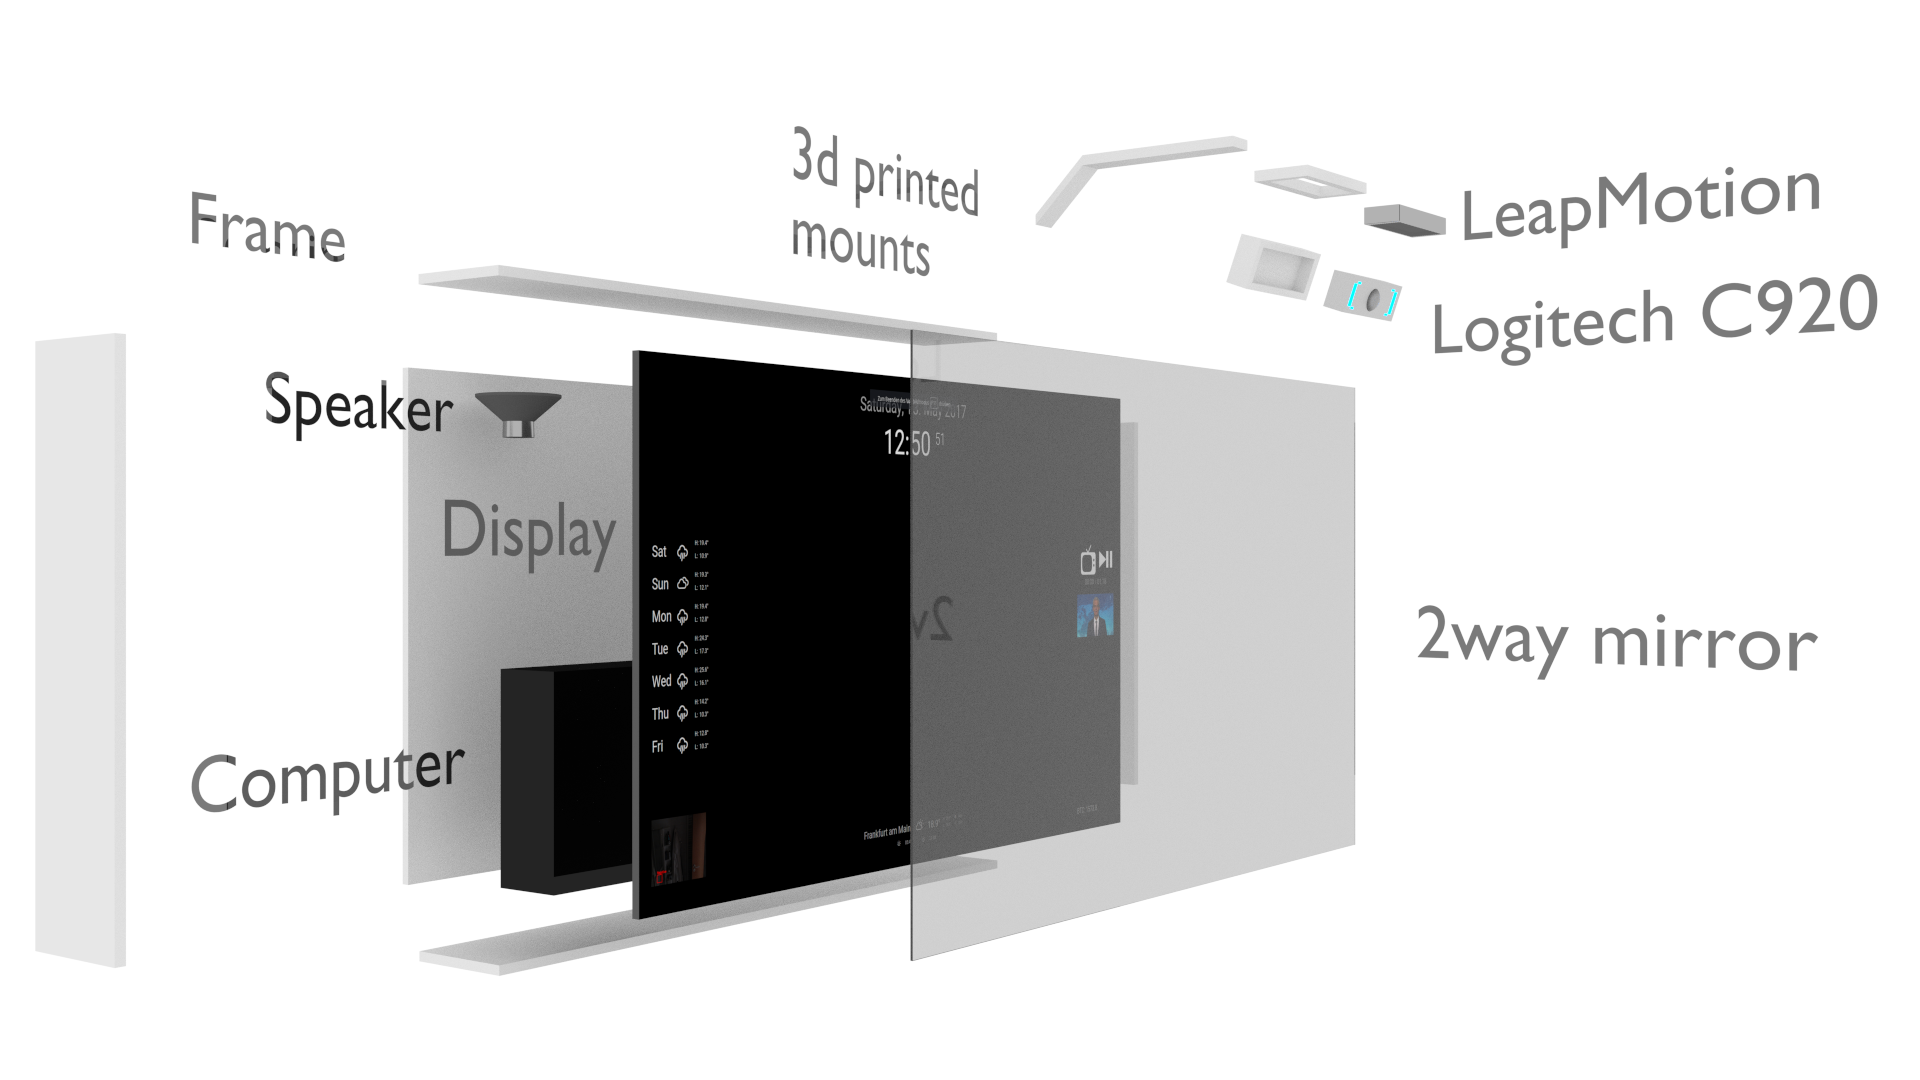 3d printed
mounts
LeapMotion
Frame
Logitech C920
Speaker
Saturday, May 2017
12:50 51
Display
Sat
Sun
Mon
Tue
Wed
Thu
Fri
2way mirror
Computer
Frankfurt am Main